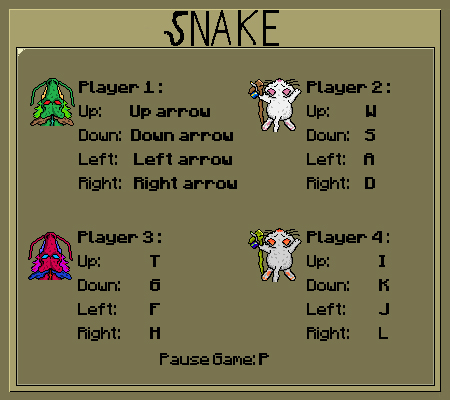 SNAKE
Player 1:
Up: Up arrow
Down: Down arrow
Left: Left arrow
Right: Right arrow
Player 2:
Up: W
Down: S
Left: A
Right: D
Player 3:
Up: T
Down: G
Left: F
Right: H
Player 4:
Up: I
Down: K
Left: J
Right: L
Pause Game: P